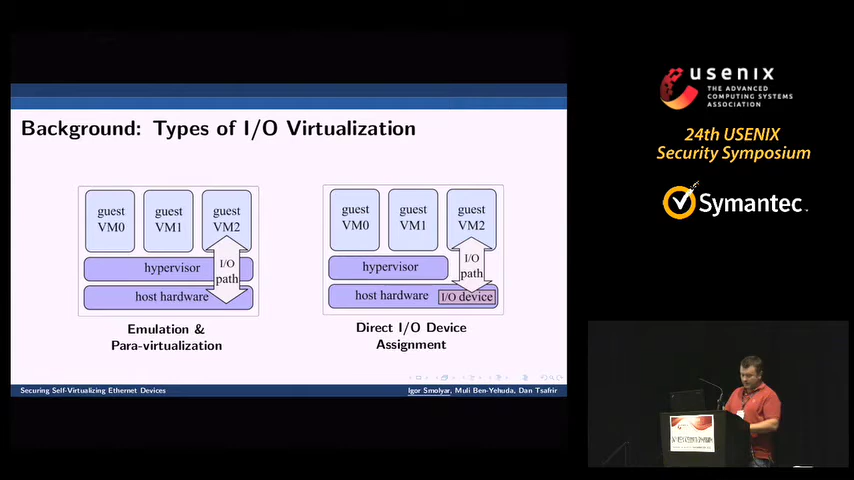 Background: Types of I/O Virtualization
guest
VM0
guest
VM1
guest
VM2
hypervisor
I/O
path
host hardware
Emulation &
Para-virtualization
guest
VM0
guest
VM1
guest
VM2
hypervisor
I/O
path
host hardware
I/O device
Direct I/O Device
Assignment
Securing Self-Virtualizing Ethernet Devices
Igor Smolyar, Muli Ben-Yehuda, Dan Tsafrir
usenix
THE ADVANCED
COMPUTING SYSTEMS
ASSOCIATION
24th USENIX
Security Symposium
Symantec.